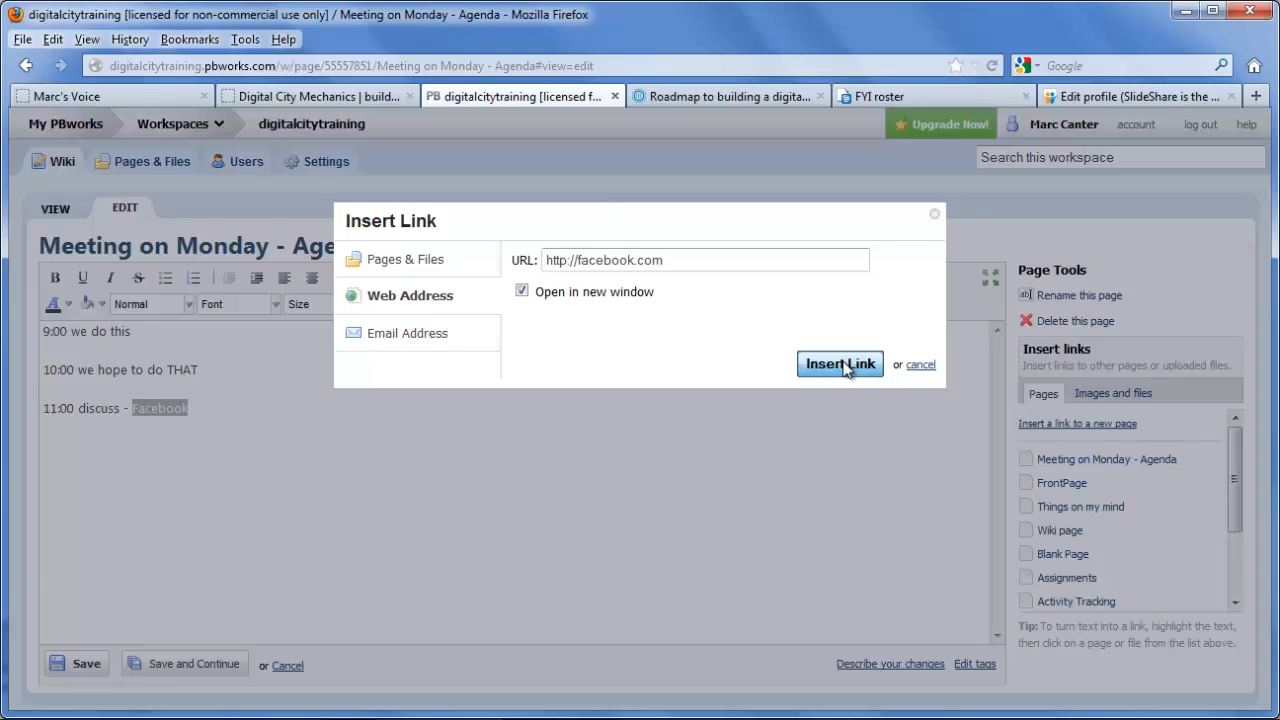 digitalcitytraining [licensed for non-commercial use only] / Meeting on Monday - Agenda - Mozilla Firefox
File Edit View History Bookmarks Tools Help
digitalcitytraining.pbworks.com/w/page/55557851/Meeting on Monday - Agenda#view=edit
Google
Marc's Voice
Digital City Mechanics | build...
PB digitalcitytraining [licensed f...
Roadmap to building a digita...
FYI roster
Edit profile (SlideShare is the ...
My PBworks
Workspaces
digitalcitytraining
Upgrade Now!
Marc Canter
account
log out
help
Wiki
Pages & Files
Users
Settings
Search this workspace
VIEW
EDIT
Meeting on Monday - Age
B U I S
Normal
Font
Size
9:00 we do this
10:00 we hope to do THAT
11:00 discuss - Facebook
Save
Save and Continue
or Cancel
Describe your changes
Edit tags
Insert Link
Pages & Files
Web Address
Email Address
URL: http://facebook.com
Open in new window
Insert Link
or cancel
Page Tools
Rename this page
Delete this page
Insert links
Insert links to other pages or uploaded files.
Pages
Images and files
Insert a link to a new page
Meeting on Monday - Agenda
FrontPage
Things on my mind
Wiki page
Blank Page
Assignments
Activity Tracking
Tip: To turn text into a link, highlight the text,
then click on a page or file from the list above.